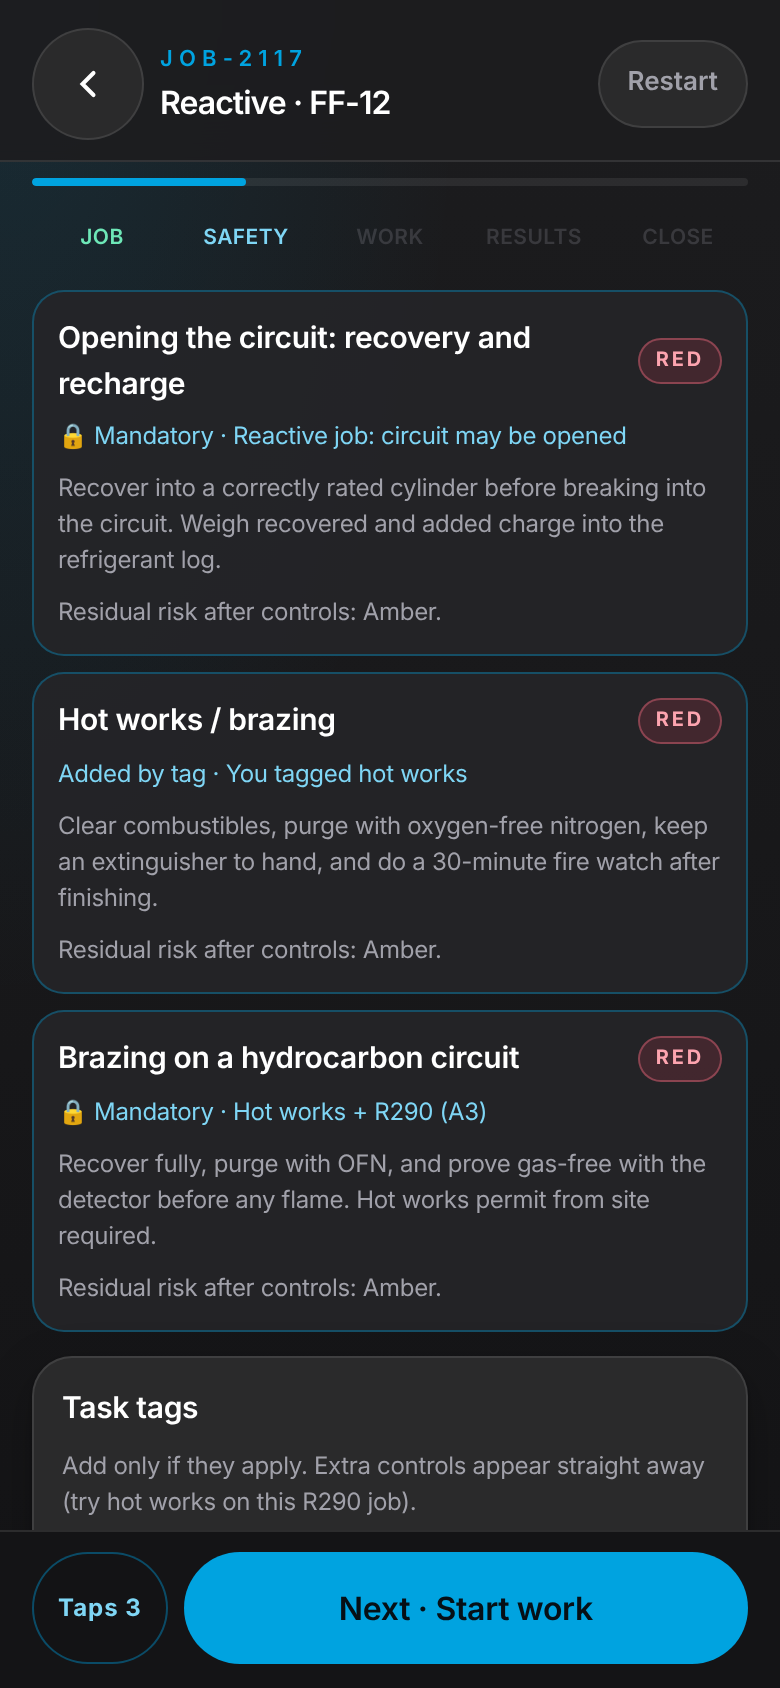 JOB-2117
Reactive · FF-12
Restart
JOB SAFETY WORK RESULTS CLOSE
Opening the circuit: recovery and
recharge
RED
🔒 Mandatory · Reactive job: circuit may be opened
Recover into a correctly rated cylinder before breaking into
the circuit. Weigh recovered and added charge into the
refrigerant log.
Residual risk after controls: Amber.
Hot works / brazing
RED
Added by tag · You tagged hot works
Clear combustibles, purge with oxygen-free nitrogen, keep
an extinguisher to hand, and do a 30-minute fire watch after
finishing.
Residual risk after controls: Amber.
Brazing on a hydrocarbon circuit
RED
🔒 Mandatory · Hot works + R290 (A3)
Recover fully, purge with OFN, and prove gas-free with the
detector before any flame. Hot works permit from site
required.
Residual risk after controls: Amber.
Task tags
Add only if they apply. Extra controls appear straight away
(try hot works on this R290 job).
Taps 3
Next · Start work